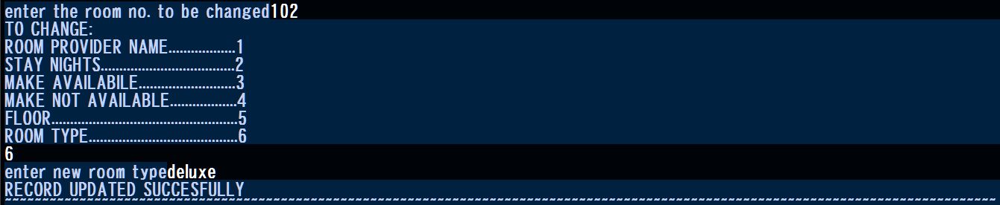 enter the room no. to be changed102
TO CHANGE:
ROOM PROVIDER NAME..................1
STAY NIGHTS....................................2
MAKE AVAILABILE..........................3
MAKE NOT AVAILABLE..................4
FLOOR..................................................5
ROOM TYPE........................................6
6
enter new room typedeluxe
RECORD UPDATED SUCCESFULLY
~~~~~~~~~~~~~~~~~~~~~~~~~~~~~~~~~~~~~~~~~~~~~~~~~~~~~~~~~~~~~~~~~~~~~~~~~~~~~~~~~~~~~~~~~~~~~~~~~~~~~~~~~~~~~~~~~~~~